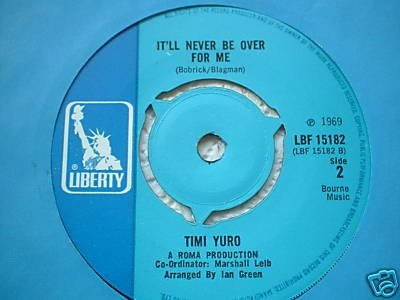 IT'LL NEVER BE OVER
FOR ME
(Bobrick/Blagman)
LIBERTY
℗ 1969
LBF 15182
(LBF 15182 B)
Side
2
Bourne
Music
TIMI YURO
A ROMA PRODUCTION
Co-Ordinator: Marshall Leib
Arranged By Ian Green